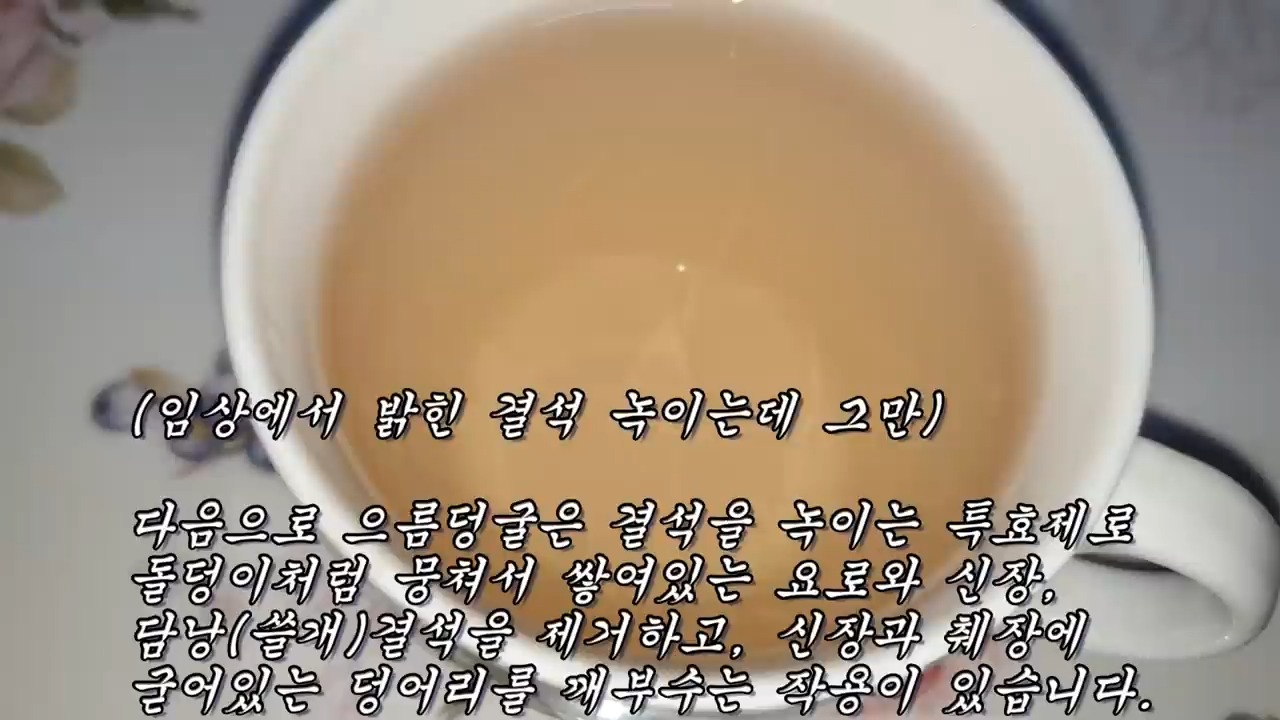 (임상에서 밝힌 결석 녹이는데 그만)
다음으로 으름덩굴은 결석을 녹이는 특효제로
돌덩이처럼 뭉쳐서 쌓여있는 요로와 신장,
담낭(쓸개)결석을 제거하고, 신장과 췌장에
굳어있는 덩어리를 깨부수는 작용이 있습니다.